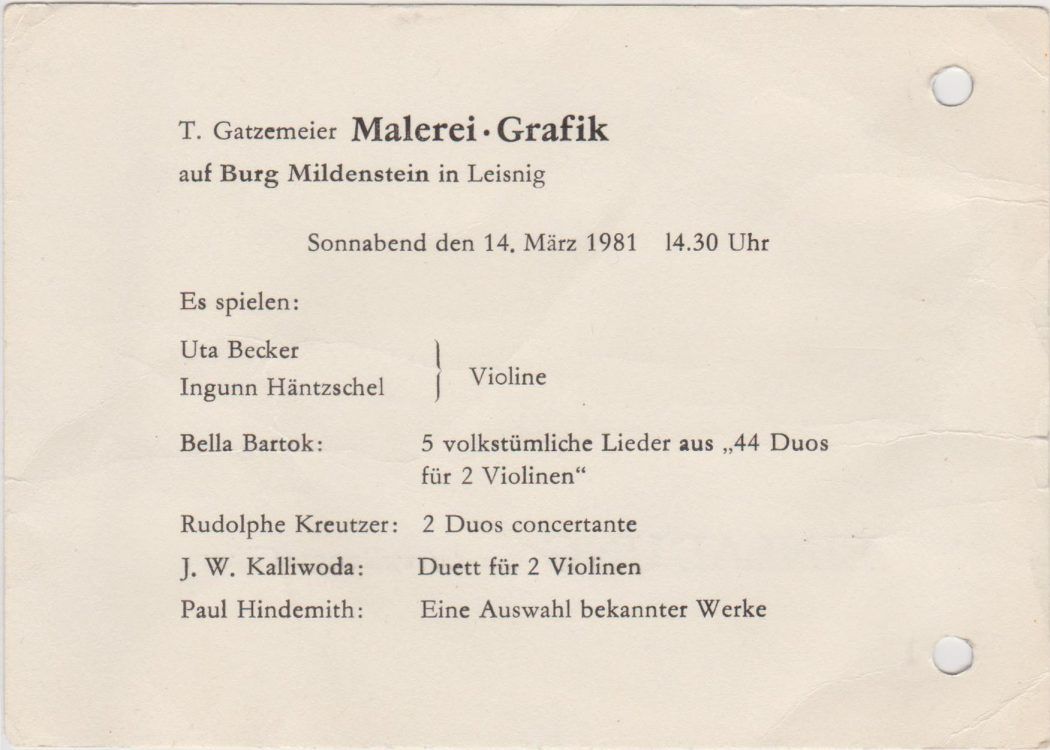 T. Gatzemeier Malerei · Grafik
auf Burg Mildenstein in Leisnig
Sonnabend den 14. März 1981 14.30 Uhr
Es spielen:
Uta Becker
Ingunn Häntzschel
Violine
Bella Bartok: 5 volkstümliche Lieder aus „44 Duos
für 2 Violinen“
Rudolphe Kreutzer: 2 Duos concertante
J. W. Kalliwoda: Duett für 2 Violinen
Paul Hindemith: Eine Auswahl bekannter Werke